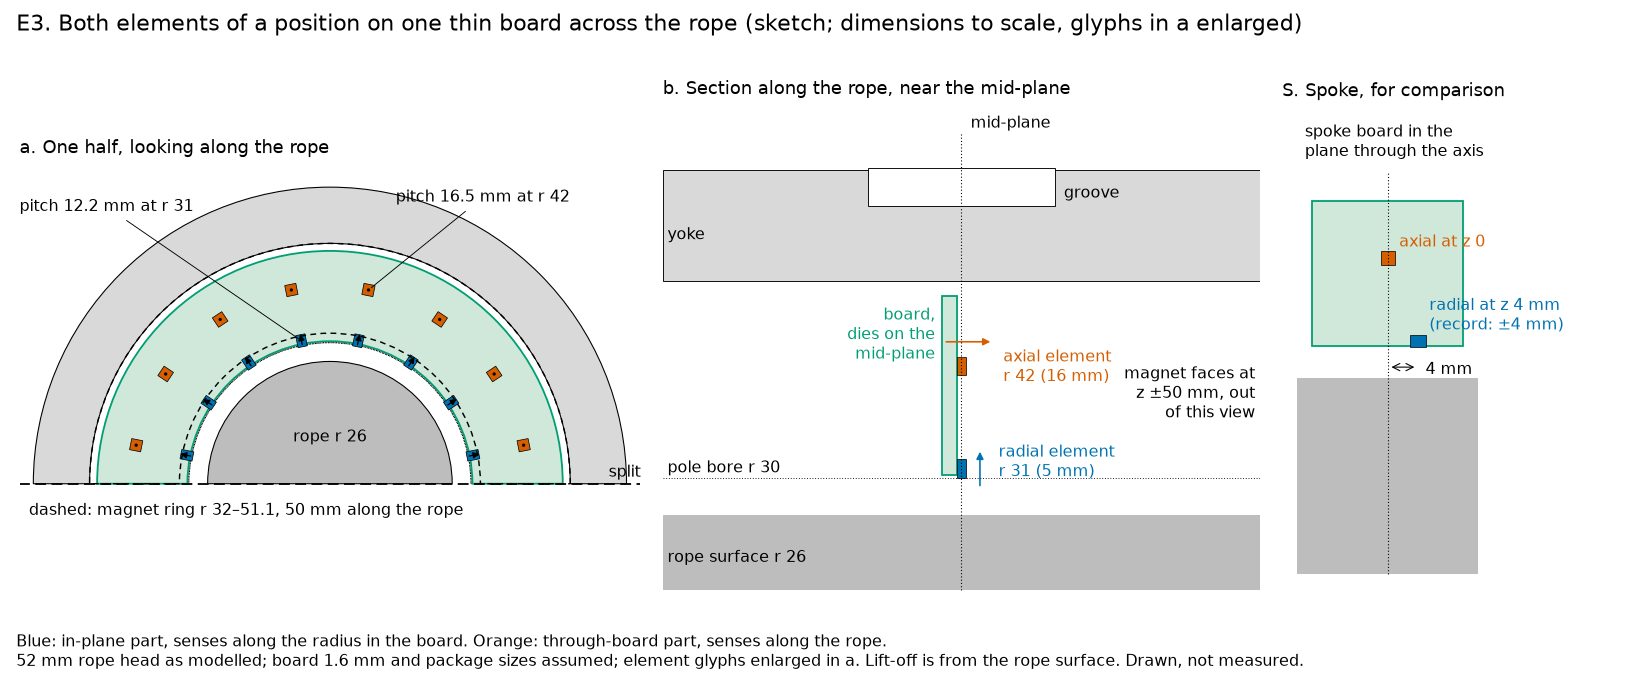 E3. Both elements of a position on one thin board across the rope (sketch; dimensions to scale, glyphs in a enlarged)
a. One half, looking along the rope
pitch 12.2 mm at r 31
pitch 16.5 mm at r 42
rope r 26
split
dashed: magnet ring r 32–51.1, 50 mm along the rope
b. Section along the rope, near the mid-plane
mid-plane
groove
yoke
board,
dies on the
mid-plane
axial element
r 42 (16 mm)
magnet faces at
z ±50 mm, out
of this view
radial element
r 31 (5 mm)
pole bore r 30
rope surface r 26
S. Spoke, for comparison
spoke board in the
plane through the axis
axial at z 0
radial at z 4 mm
(record: ±4 mm)
4 mm
Blue: in-plane part, senses along the radius in the board. Orange: through-board part, senses along the rope.
52 mm rope head as modelled; board 1.6 mm and package sizes assumed; element glyphs enlarged in a. Lift-off is from the rope surface. Drawn, not measured.